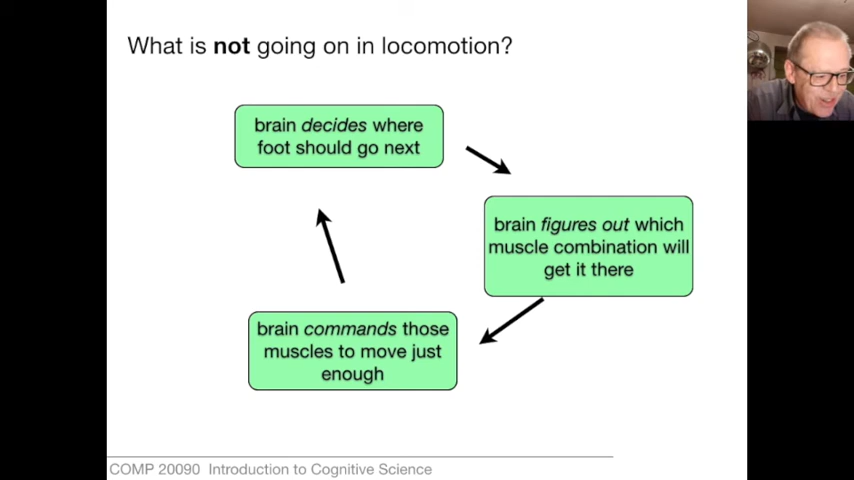 What is not going on in locomotion?
brain decides where
foot should go next
brain figures out which
muscle combination will
get it there
brain commands those
muscles to move just
enough
COMP 20090 Introduction to Cognitive Science